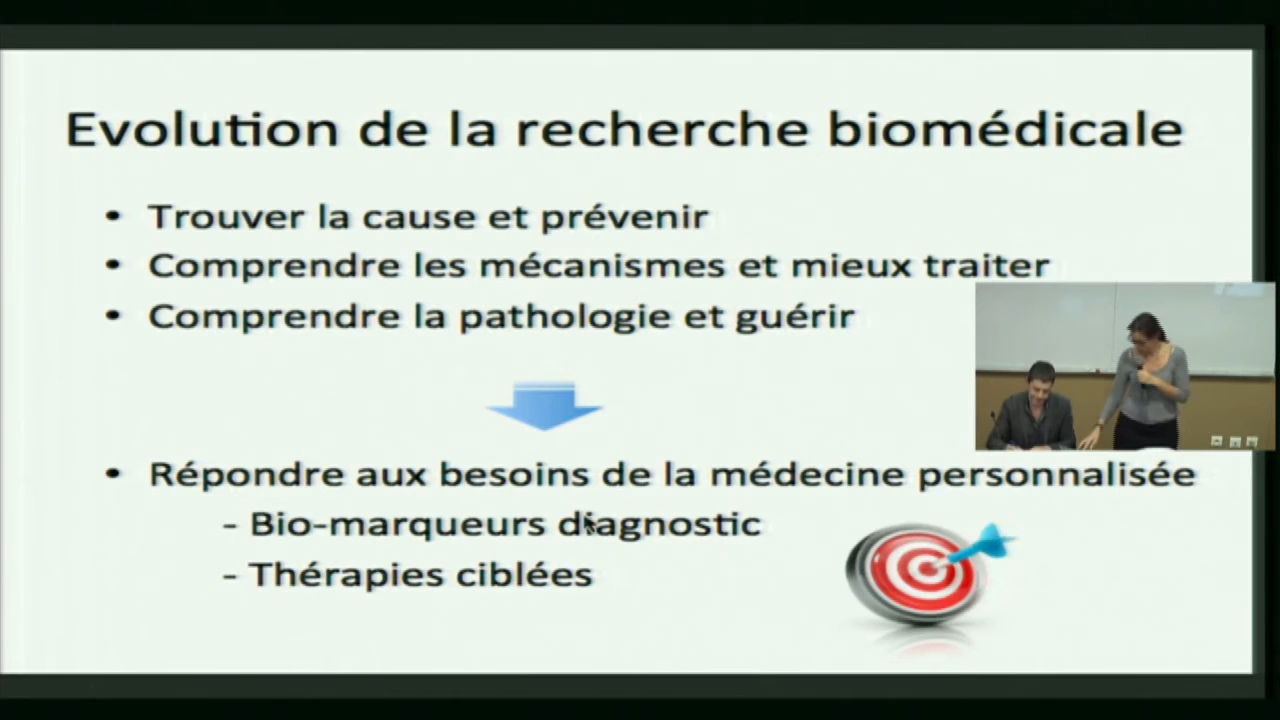 Evolution de la recherche biomédicale
• Trouver la cause et prévenir
• Comprendre les mécanismes et mieux traiter
• Comprendre la pathologie et guérir
• Répondre aux besoins de la médecine personnalisée
- Bio-marqueurs diagnostic
- Thérapies ciblées